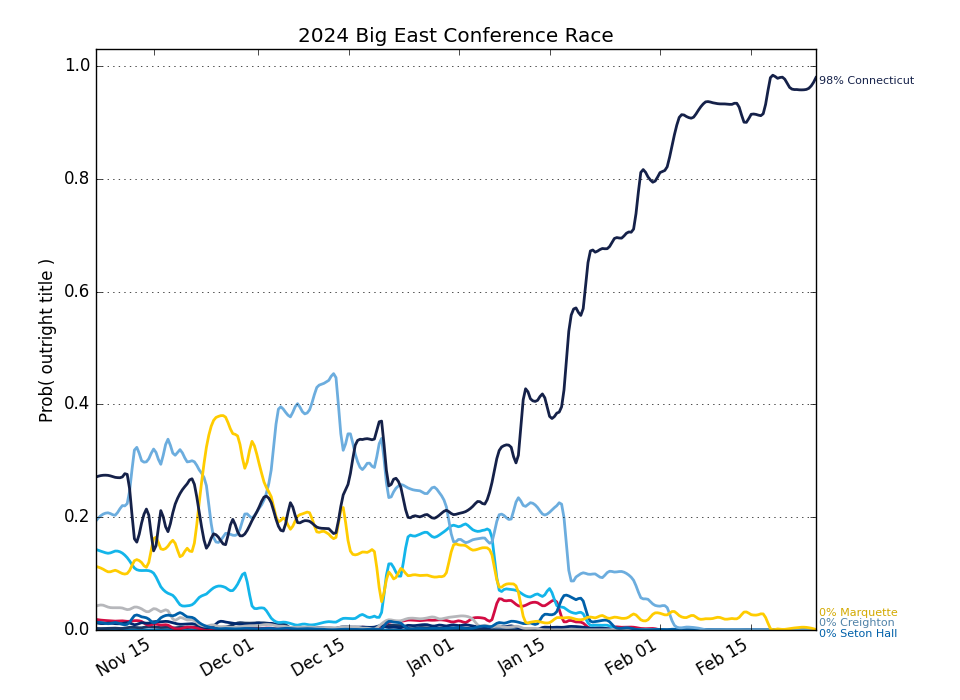 2024 Big East Conference Race
1.0
0.8
0.6
0.4
0.2
0.0
Prob( outright title )
98% Connecticut
0% Marquette
0% Creighton
0% Seton Hall
Nov 15
Dec 01
Dec 15
Jan 01
Jan 15
Feb 01
Feb 15